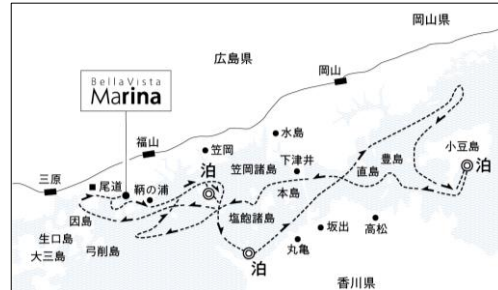 岡山県
広島県
BellaVista
Marina
岡山
福山
水島
笠岡
小豆島
三原
尾道
鞆の浦
泊
笠岡諸島
下津井
豊島
直島
泊
因島
本島
生口島
弓削島
塩飽諸島
坂出
高松
大三島
丸亀
泊
香川県